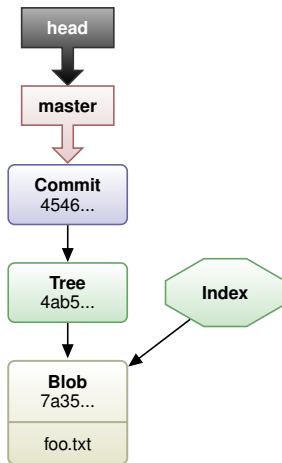 head
master
Commit
4546...
Tree
4ab5...
Index
Blob
7a35...
foo.txt